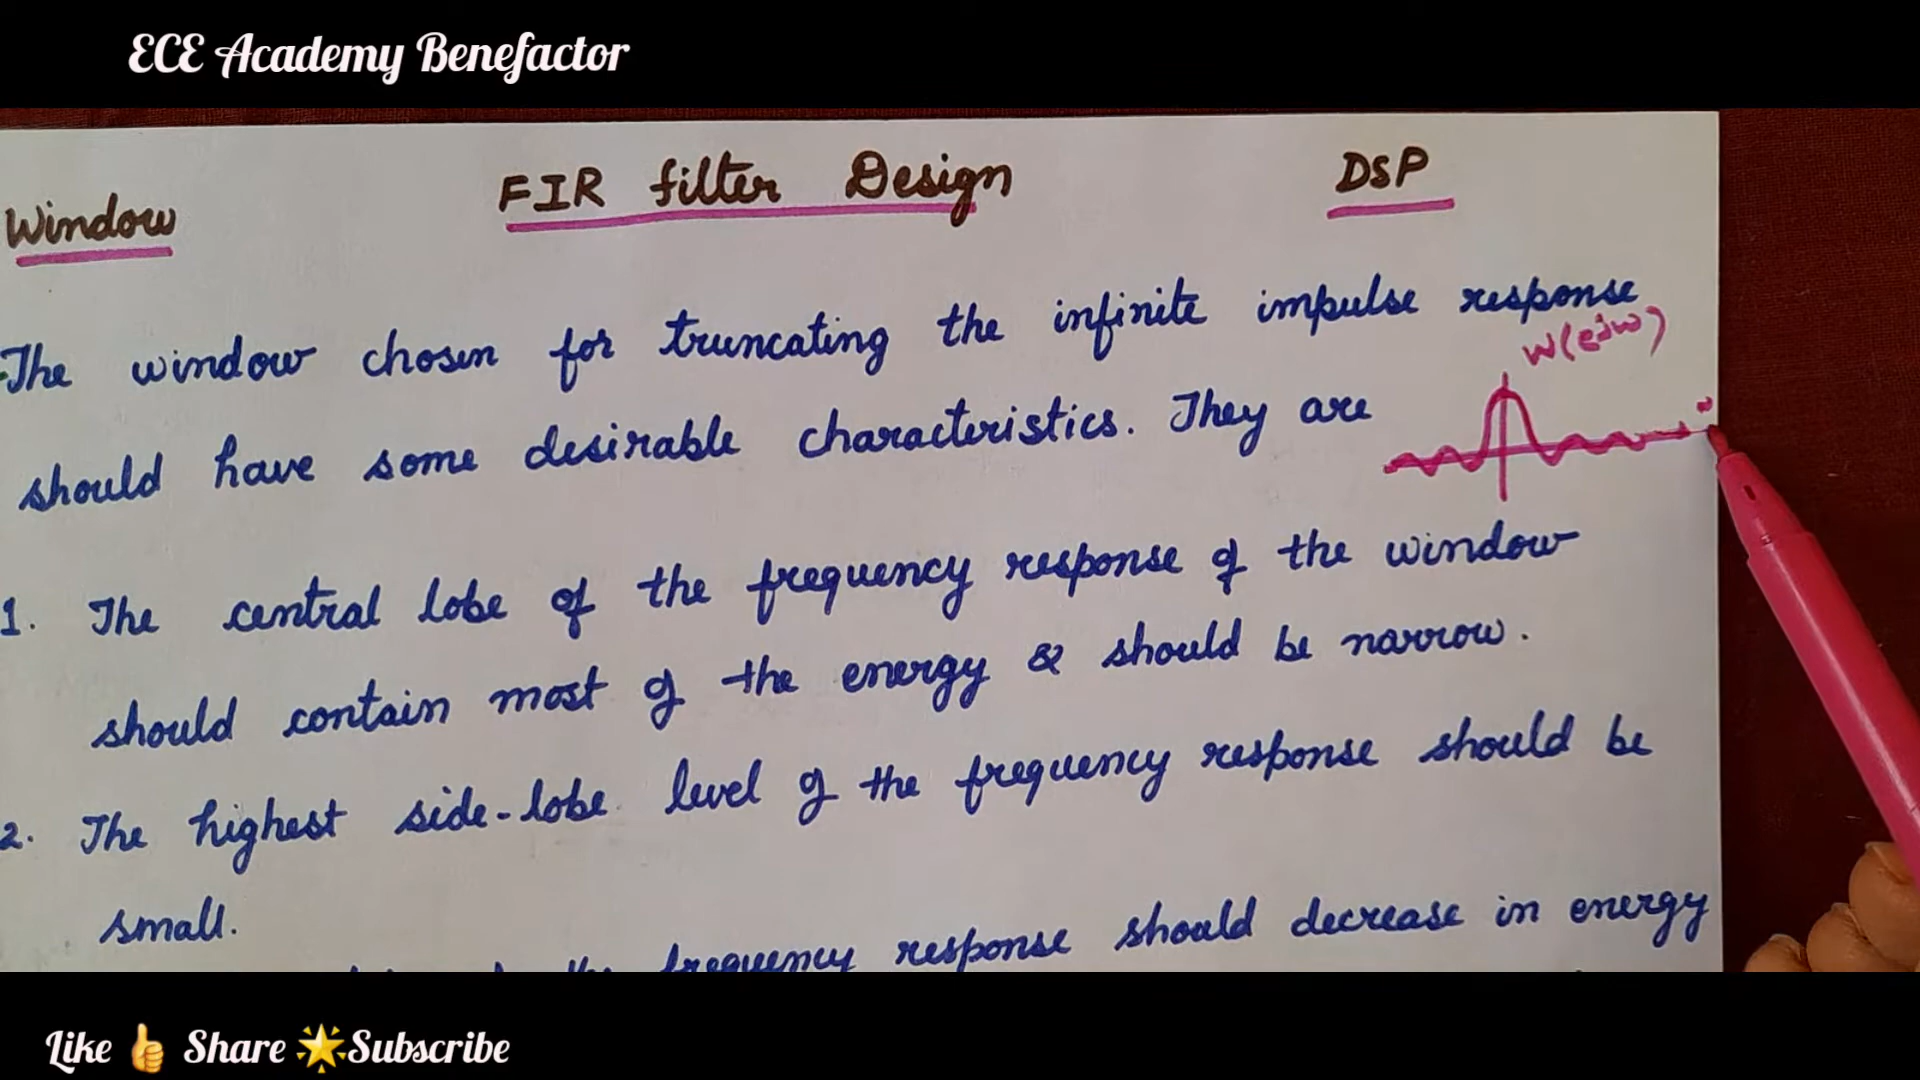 ECE Academy Benefactor
Window FIR filter Design DSP
The window chosen for truncating the infinite impulse response
W(e^jw)
should have some desirable characteristics. They are
1. The central lobe of the frequency response of the window
should contain most of the energy & should be narrow.
2. The highest side-lobe level of the frequency response should be
small.
frequency response should decrease in energy
Like 👍 Share 🌟Subscribe